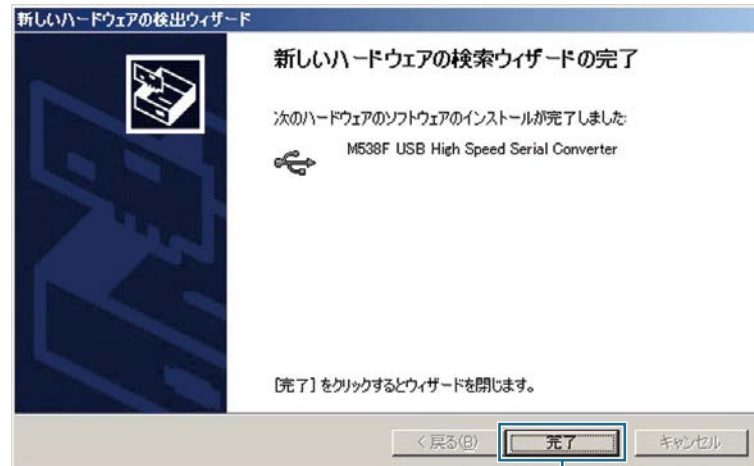 新しいハードウェアの検出ウィザード
新しいハードウェアの検索ウィザードの完了
次のハードウェアのソフトウェアのインストールが完了しました:
M538F USB High Speed Serial Converter
[完了] をクリックするとウィザードを閉じます。
< 戻る(B)
完了
キャンセル